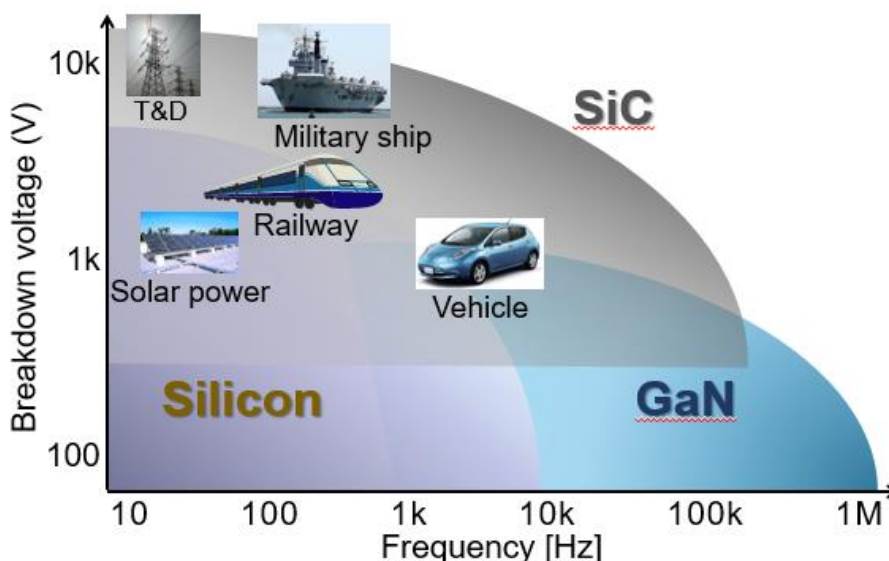 Breakdown voltage (V)
10k
1k
100
T&D
Military ship
SiC
Railway
Solar power
Vehicle
Silicon
GaN
10
100
1k
10k
100k
1M
Frequency [Hz]